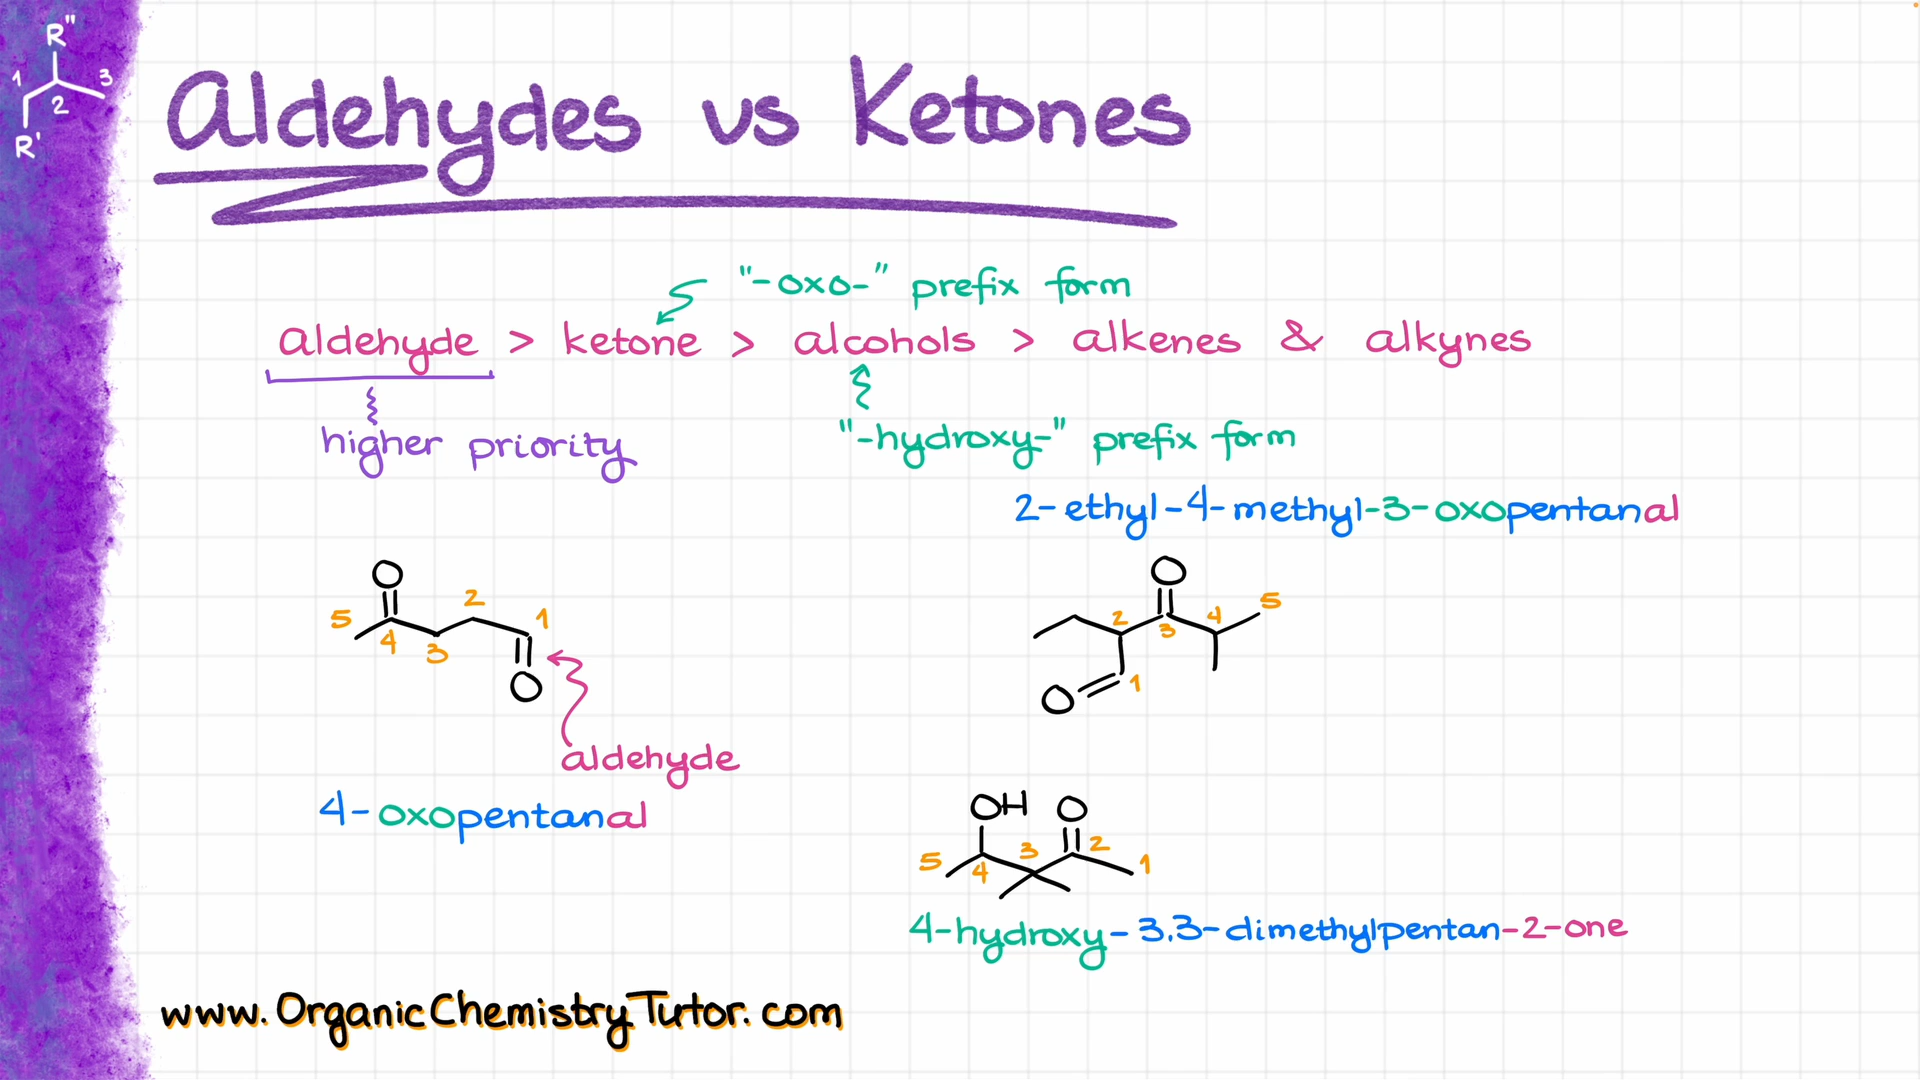 R"
1 3
2
R'
Aldehydes vs Ketones
"-oxo-" prefix form
aldehyde > ketone > alcohols > alkenes & alkynes
higher priority
"-hydroxy-" prefix form
2-ethyl-4-methyl-3-oxopentanal
O
5 4 3 2 1
O
aldehyde
4-oxopentanal
O
2 3 4 5
O 1
OH O
5 4 3 2 1
4-hydroxy-3,3-dimethylpentan-2-one
www.OrganicChemistryTutor.com